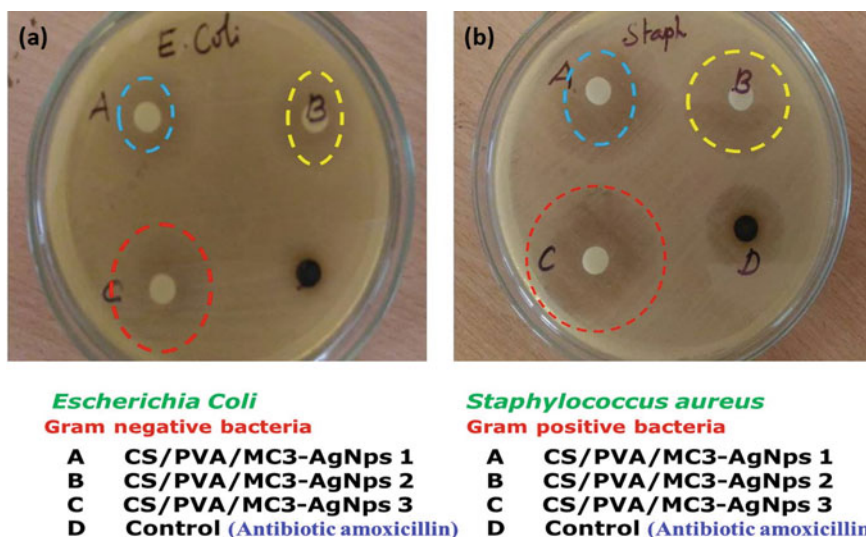 (a)
E. Coli
A
B
C
(b)
Staph
A
B
C
D
Escherichia Coli
Gram negative bacteria
A CS/PVA/MC3-AgNps 1
B CS/PVA/MC3-AgNps 2
C CS/PVA/MC3-AgNps 3
D Control (Antibiotic amoxicillin)
Staphylococcus aureus
Gram positive bacteria
A CS/PVA/MC3-AgNps 1
B CS/PVA/MC3-AgNps 2
C CS/PVA/MC3-AgNps 3
D Control (Antibiotic amoxicillin